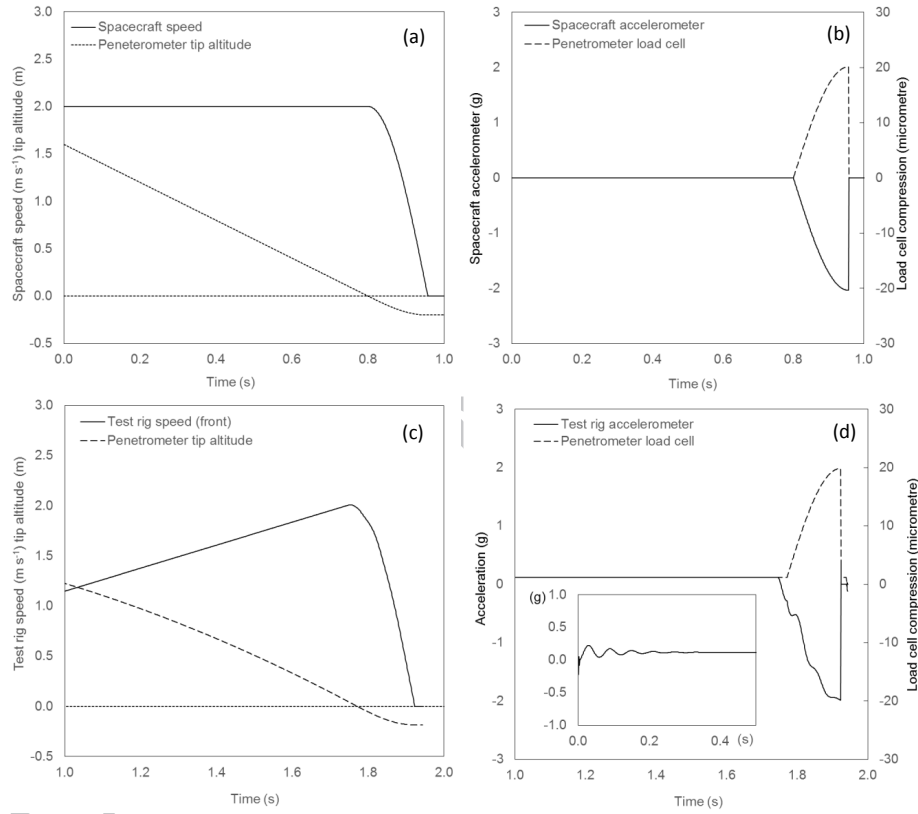 Spacecraft speed
Peneterometer tip altitude
(a)
3.0
2.5
2.0
1.5
1.0
0.5
0.0
-0.5
Spacecraft speed (m s⁻¹) tip altitude (m)
0.0 0.2 0.4 0.6 0.8 1.0
Time (s)
Spacecraft accelerometer
Penetrometer load cell
(b)
3
2
1
0
-1
-2
-3
Spacecraft accelerometer (g)
30
20
10
0
-10
-20
-30
Load cell compression (micrometre)
0.0 0.2 0.4 0.6 0.8 1.0
Time (s)
Test rig speed (front)
Penetrometer tip altitude
(c)
3.0
2.5
2.0
1.5
1.0
0.5
0.0
-0.5
Test rig speed (m s⁻¹) tip altitude (m)
1.0 1.2 1.4 1.6 1.8 2.0
Time (s)
Test rig accelerometer
Penetrometer load cell
(d)
3
2
1
0
-1
-2
-3
Acceleration (g)
30
20
10
0
-10
-20
-30
Load cell compression (micrometre)
(g)
1.0
0.5
0.0
-0.5
-1.0
0.0 0.2 0.4 (s)
1.0 1.2 1.4 1.6 1.8 2.0
Time (s)